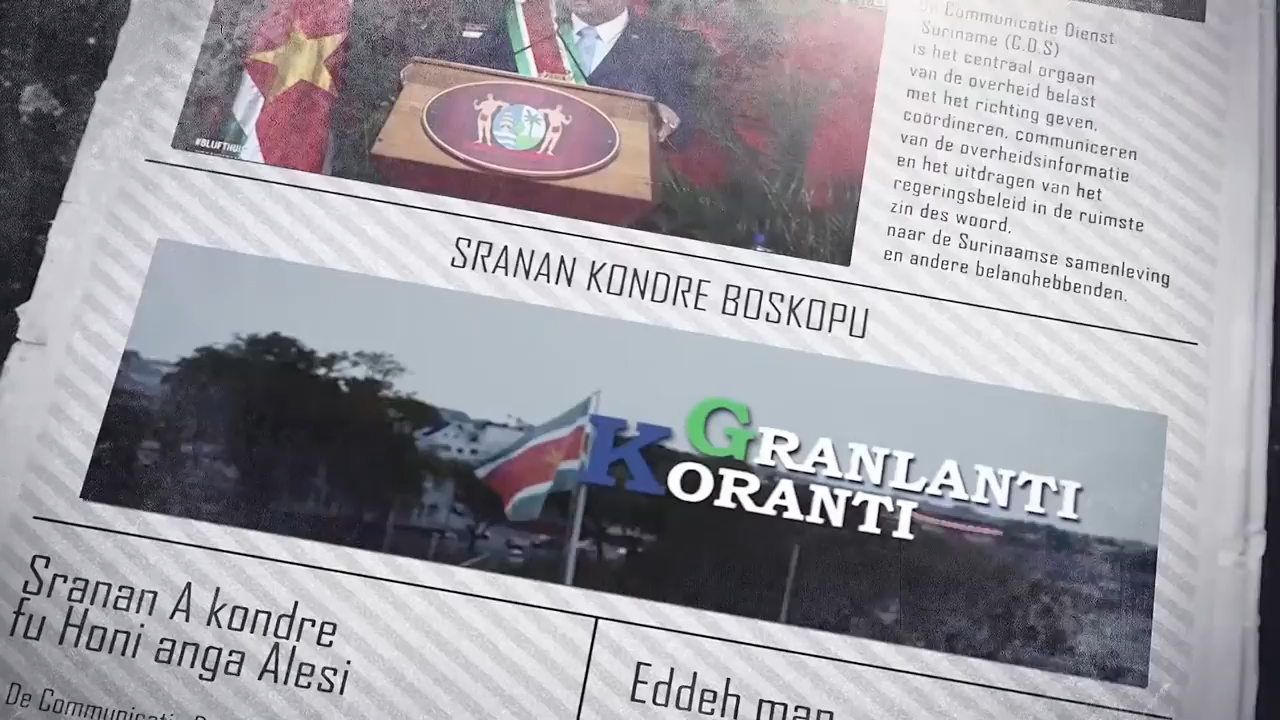 De Communicatie Dienst
Suriname (C.D.S)
is het centraal orgaan
van de overheid belast
met het richting geven,
coördineren, communiceren
van de overheidsinformatie
en het uitdragen van het
regeringsbeleid in de ruimste
zin des woord.
naar de Surinaamse samenleving
en andere belanghebbenden.
SRANAN KONDRE BOSKOPU
GRANLANTI
KORANTI
Sranan A kondre
fu Honi anga Alesi
De Communicatie
Eddeh man